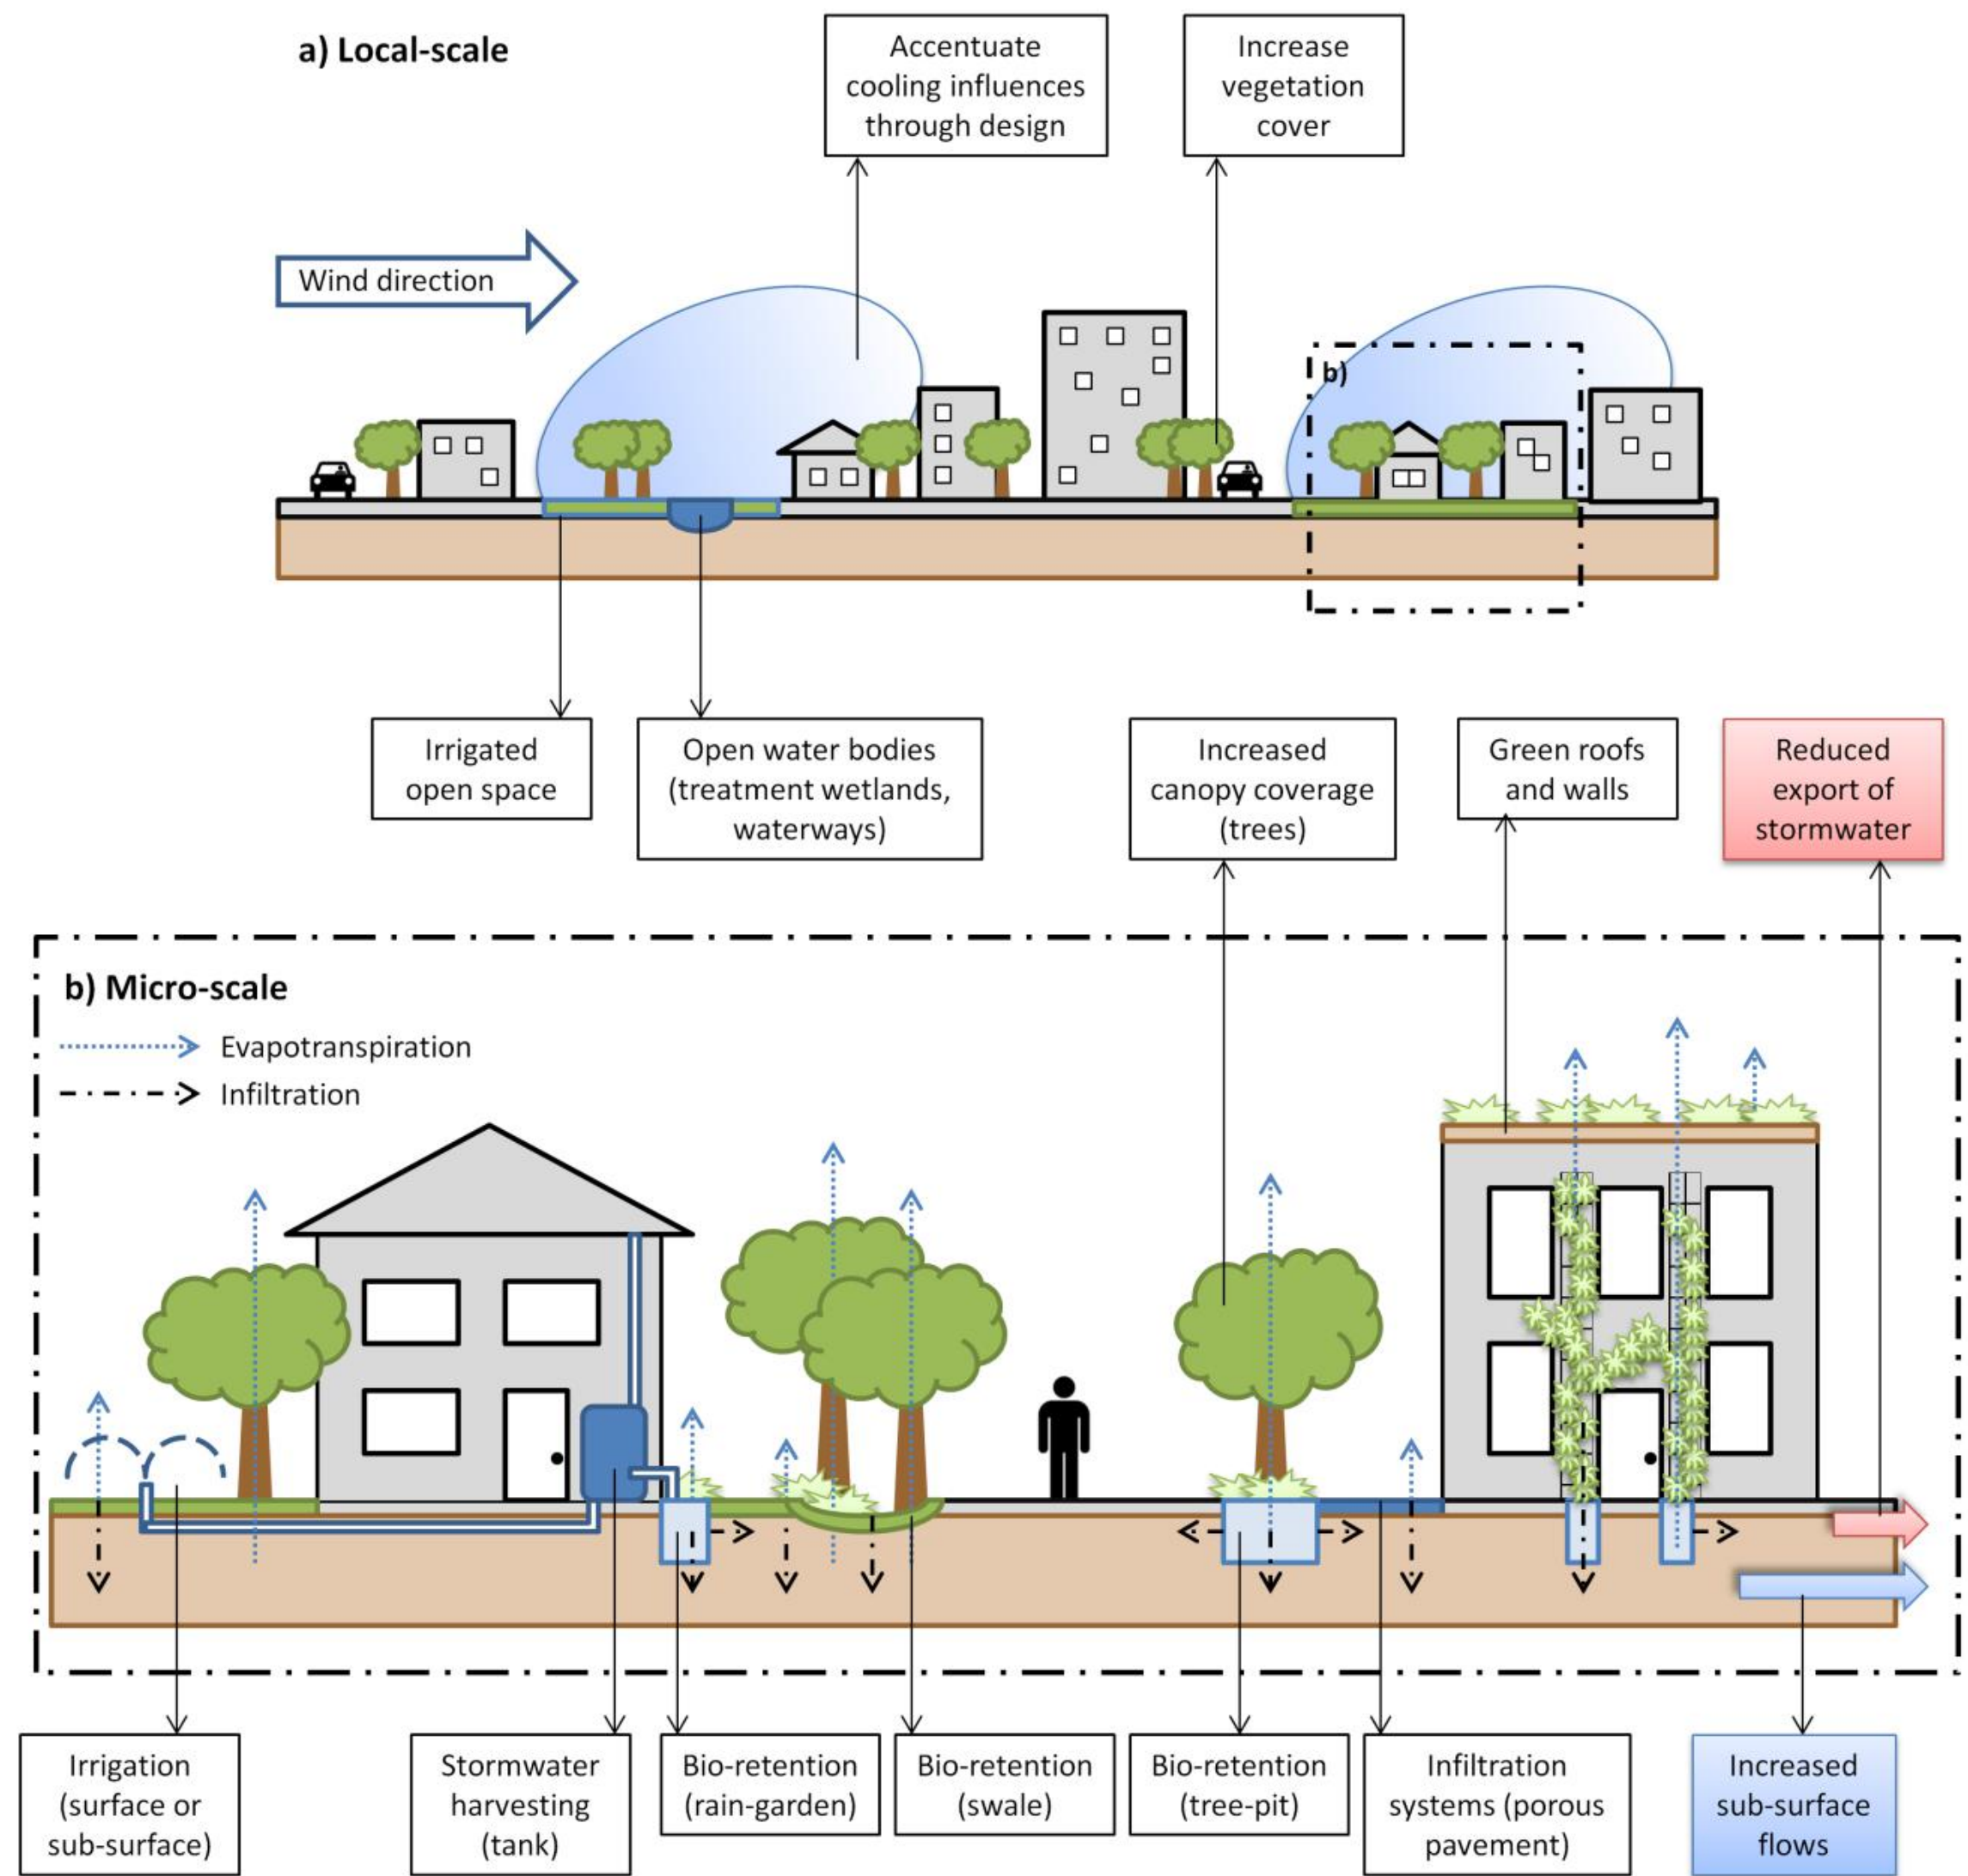 a) Local-scale
Accentuate
cooling influences
through design
Increase
vegetation
cover
Wind direction
b)
Irrigated
open space
Open water bodies
(treatment wetlands,
waterways)
Increased
canopy coverage
(trees)
Green roofs
and walls
Reduced
export of
stormwater
b) Micro-scale
Evapotranspiration
Infiltration
Irrigation
(surface or
sub-surface)
Stormwater
harvesting
(tank)
Bio-retention
(rain-garden)
Bio-retention
(swale)
Bio-retention
(tree-pit)
Infiltration
systems (porous
pavement)
Increased
sub-surface
flows